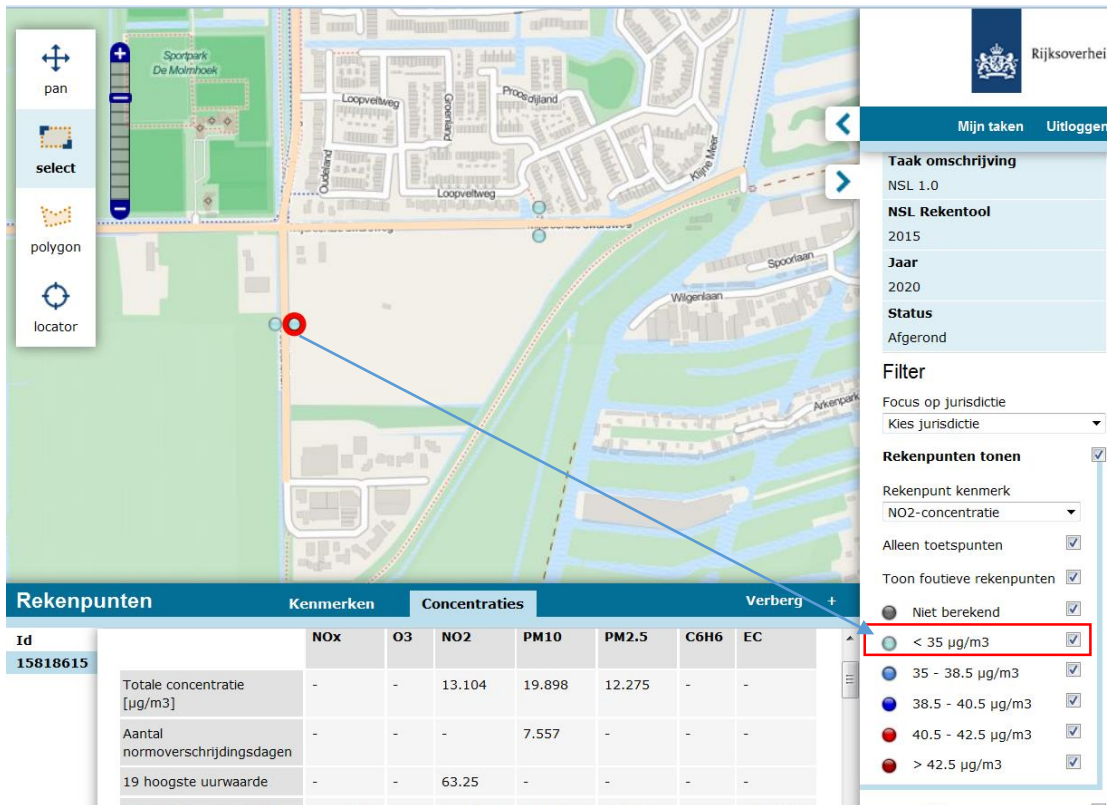 pan
select
polygon
locator
+
−
Sportpark
De Molmhoek
Loopveltweg
Groenland
Proosdijland
Oudeland
Loopveltweg
Klijne Meer
Spoorlaan
Wilgenlaan
Arkenpark
Rijksoverhei
Mijn taken Uitloggen
Taak omschrijving
NSL 1.0
NSL Rekentool
2015
Jaar
2020
Status
Afgerond
Filter
Focus op jurisdictie
Kies jurisdictie
Rekenpunten tonen
Rekenpunt kenmerk
NO2-concentratie
Alleen toetspunten
Toon foutieve rekenpunten
Niet berekend
< 35 µg/m3
35 - 38.5 µg/m3
38.5 - 40.5 µg/m3
40.5 - 42.5 µg/m3
> 42.5 µg/m3
Rekenpunten Kenmerken Concentraties Verberg +
Id
15818615
NOx O3 NO2 PM10 PM2.5 C6H6 EC
Totale concentratie - - 13.104 19.898 12.275 - -
[µg/m3]
Aantal - - - 7.557 - - -
normoverschrijdingsdagen
19 hoogste uurwaarde - - 63.25 - - - -